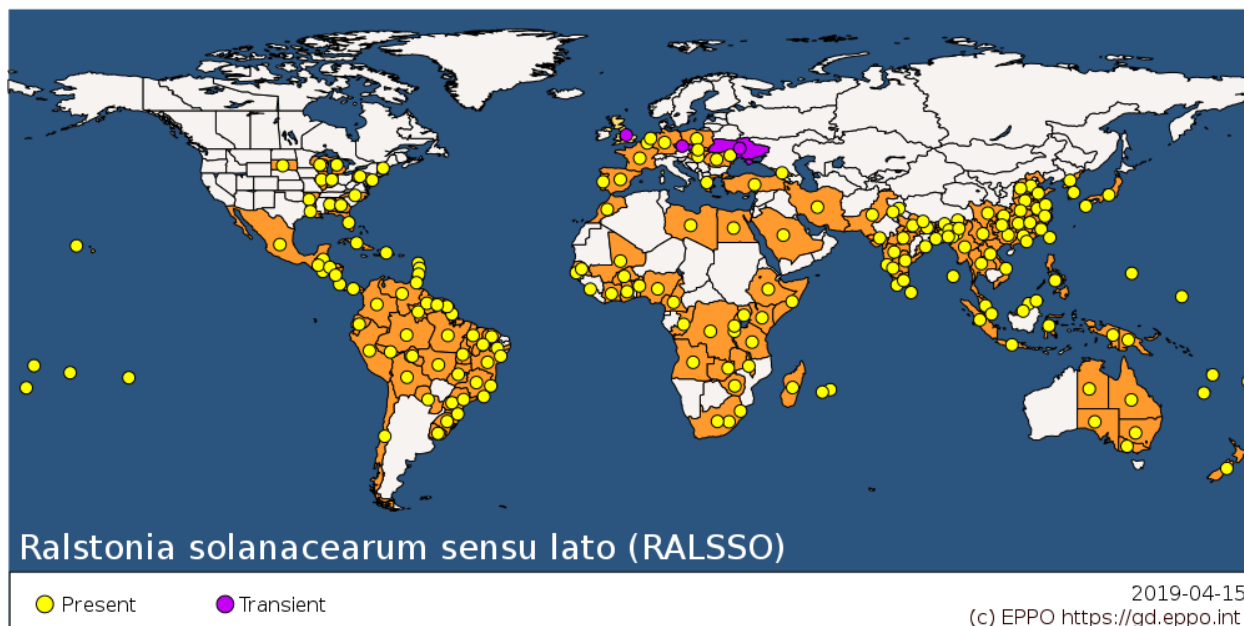 Ralstonia solanacearum sensu lato (RALSSO)
Present
Transient
2019-04-15
(c) EPPO https://gd.eppo.int